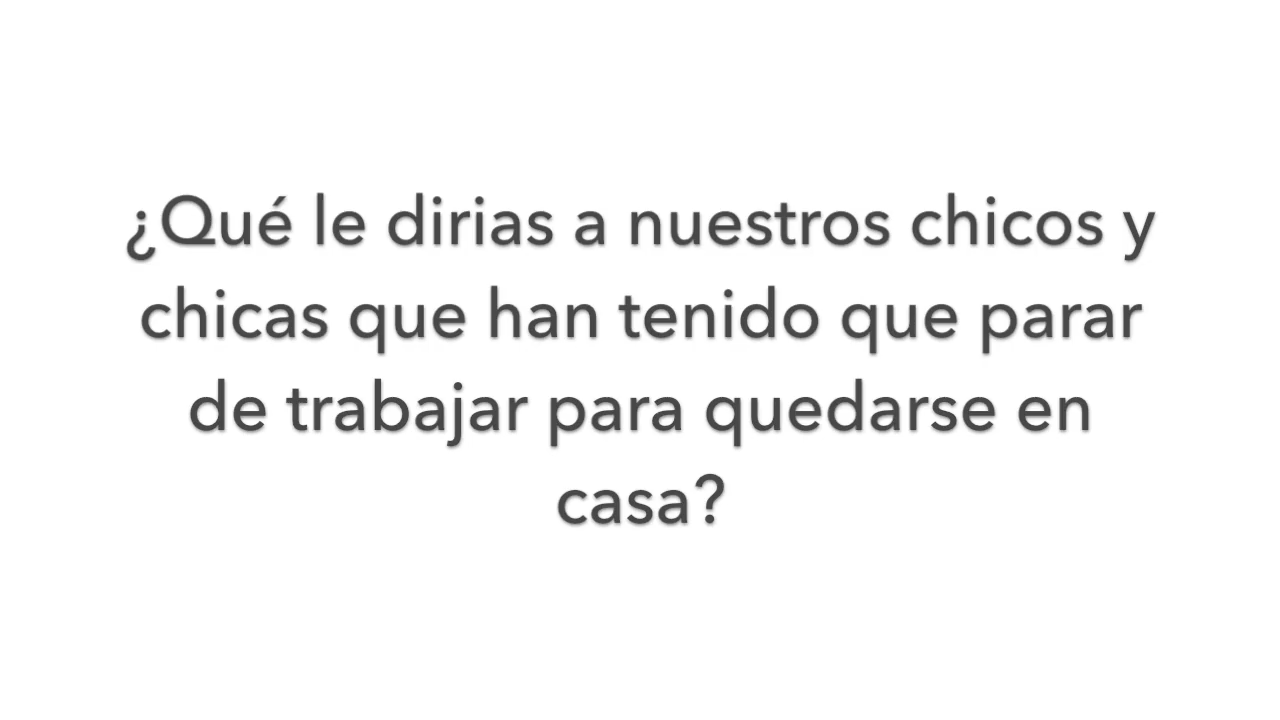 ¿Qué le dirias a nuestros chicos y
chicas que han tenido que parar
de trabajar para quedarse en
casa?